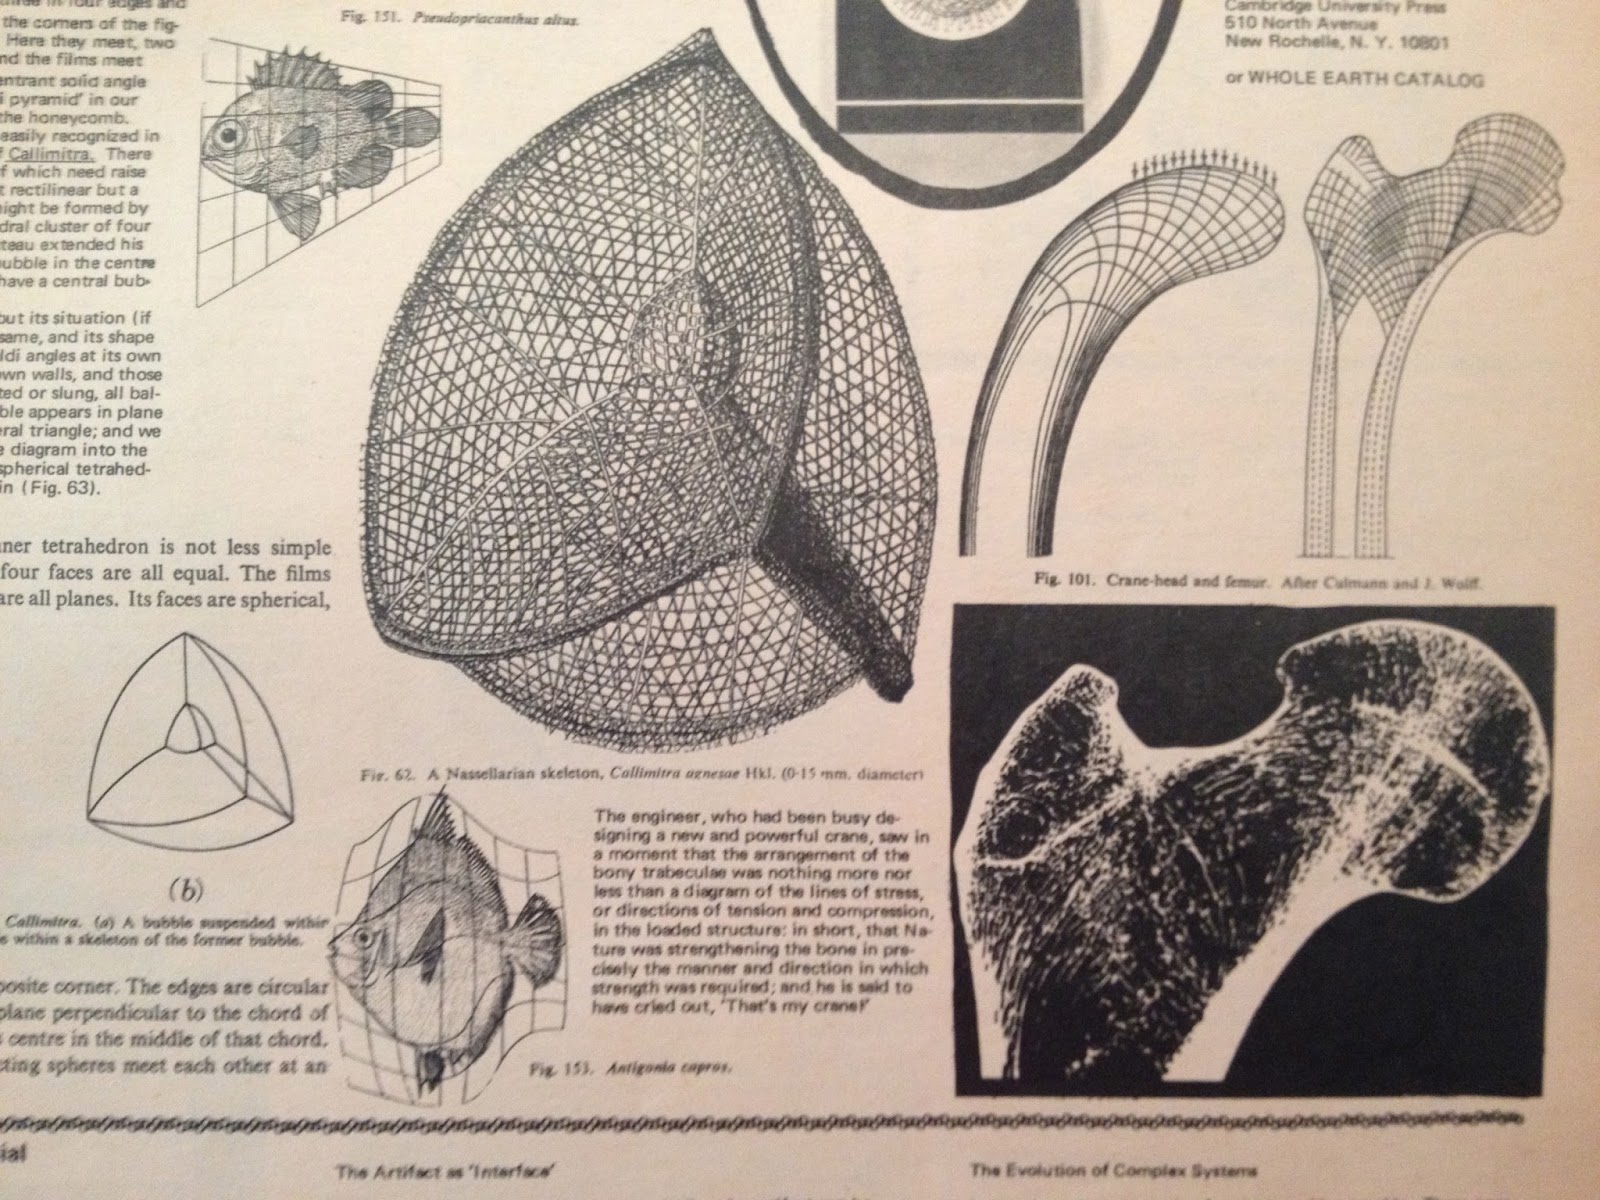 three in four edges and
the corners of the fig-
Here they meet, two
nd the films meet
entrant solid angle
i pyramid' in our
the honeycomb.
easily recognized in
f Callimitra. There
f which need raise
t rectilinear but a
ight be formed by
dral cluster of four
teau extended his
ubble in the centre
have a central bub-
but its situation (if
same, and its shape
ldi angles at its own
wn walls, and those
ted or slung, all bal-
ble appears in plane
eral triangle; and we
e diagram into the
spherical tetrahed-
in (Fig. 63).
ner tetrahedron is not less simple
four faces are all equal. The films
are all planes. Its faces are spherical,
(b)
Callimitra. (a) A bubble suspended within
e within a skeleton of the former bubble.
posite corner. The edges are circular
plane perpendicular to the chord of
s centre in the middle of that chord.
cting spheres meet each other at an
Fig. 151. Pseudopriacanthus altus.
Fig. 62. A Nassellarian skeleton, Callimitra agnesae Hkl. (0·15 mm. diameter)
Fig. 153. Antigonia capros.
The engineer, who had been busy de-
signing a new and powerful crane, saw in
a moment that the arrangement of the
bony trabeculae was nothing more nor
less than a diagram of the lines of stress,
or directions of tension and compression,
in the loaded structure: in short, that Na-
ture was strengthening the bone in pre-
cisely the manner and direction in which
strength was required; and he is said to
have cried out, 'That's my crane!'
Cambridge University Press
510 North Avenue
New Rochelle, N. Y. 10801
or WHOLE EARTH CATALOG
Fig. 101. Crane-head and femur. After Culmann and J. Wolff.
ial
The Artifact as 'Interface'
The Evolution of Complex Systems